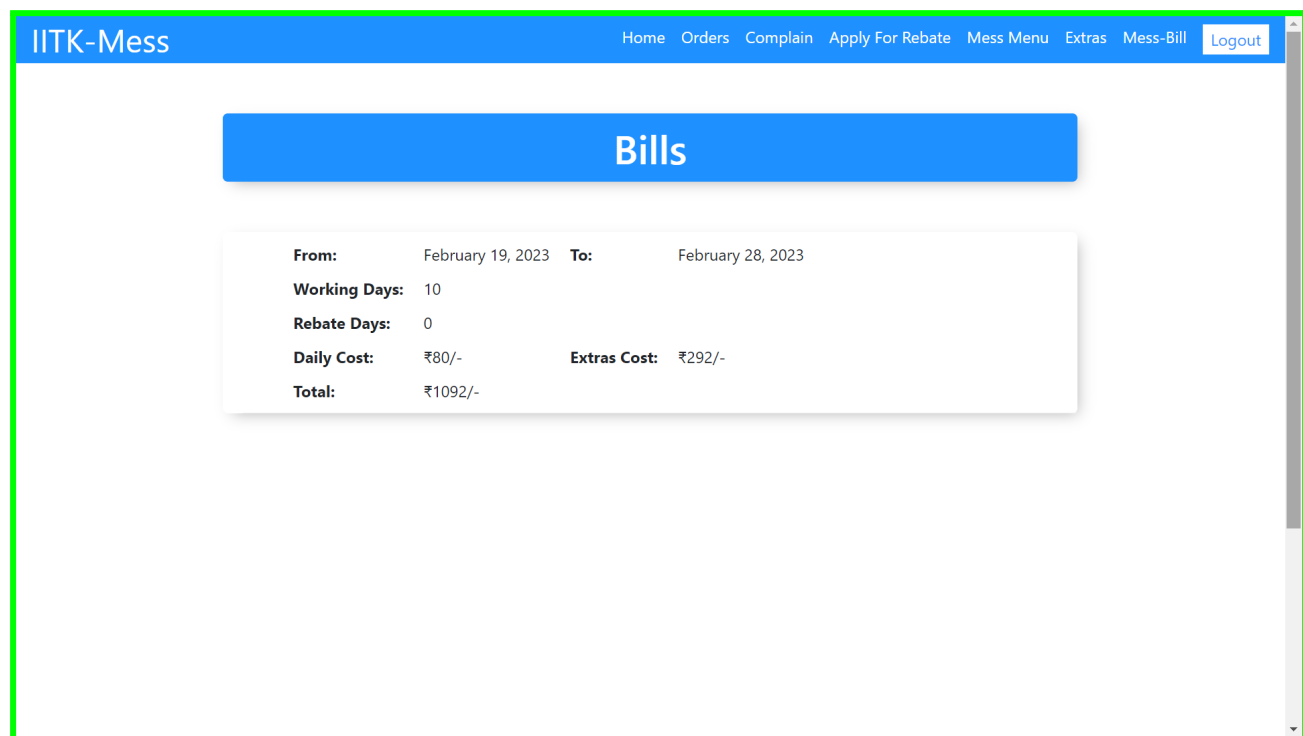 IITK-Mess Home Orders Complain Apply For Rebate Mess Menu Extras Mess-Bill Logout
Bills
From: February 19, 2023 To: February 28, 2023
Working Days: 10
Rebate Days: 0
Daily Cost: ₹80/- Extras Cost: ₹292/-
Total: ₹1092/-